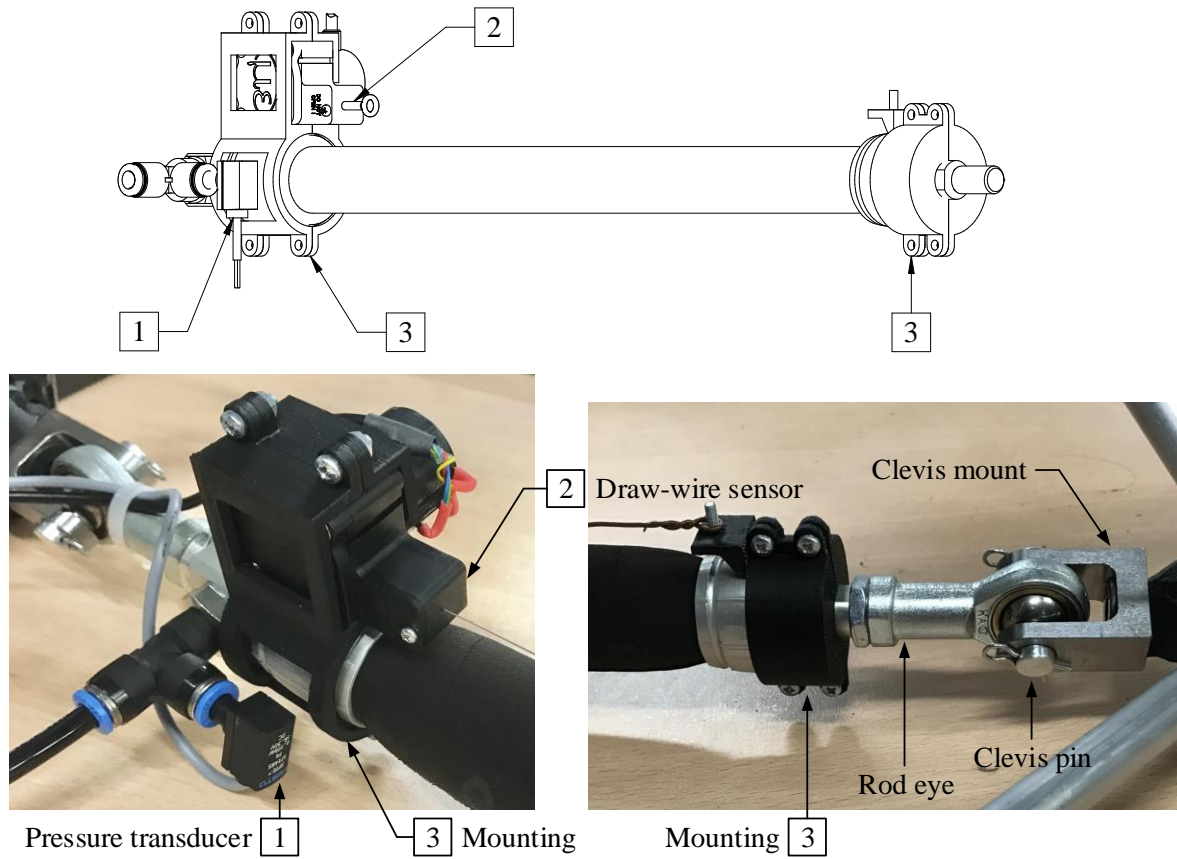 2
1
3
3
2 Draw-wire sensor
Clevis mount
Clevis pin
Rod eye
Pressure transducer 1
3 Mounting
Mounting 3